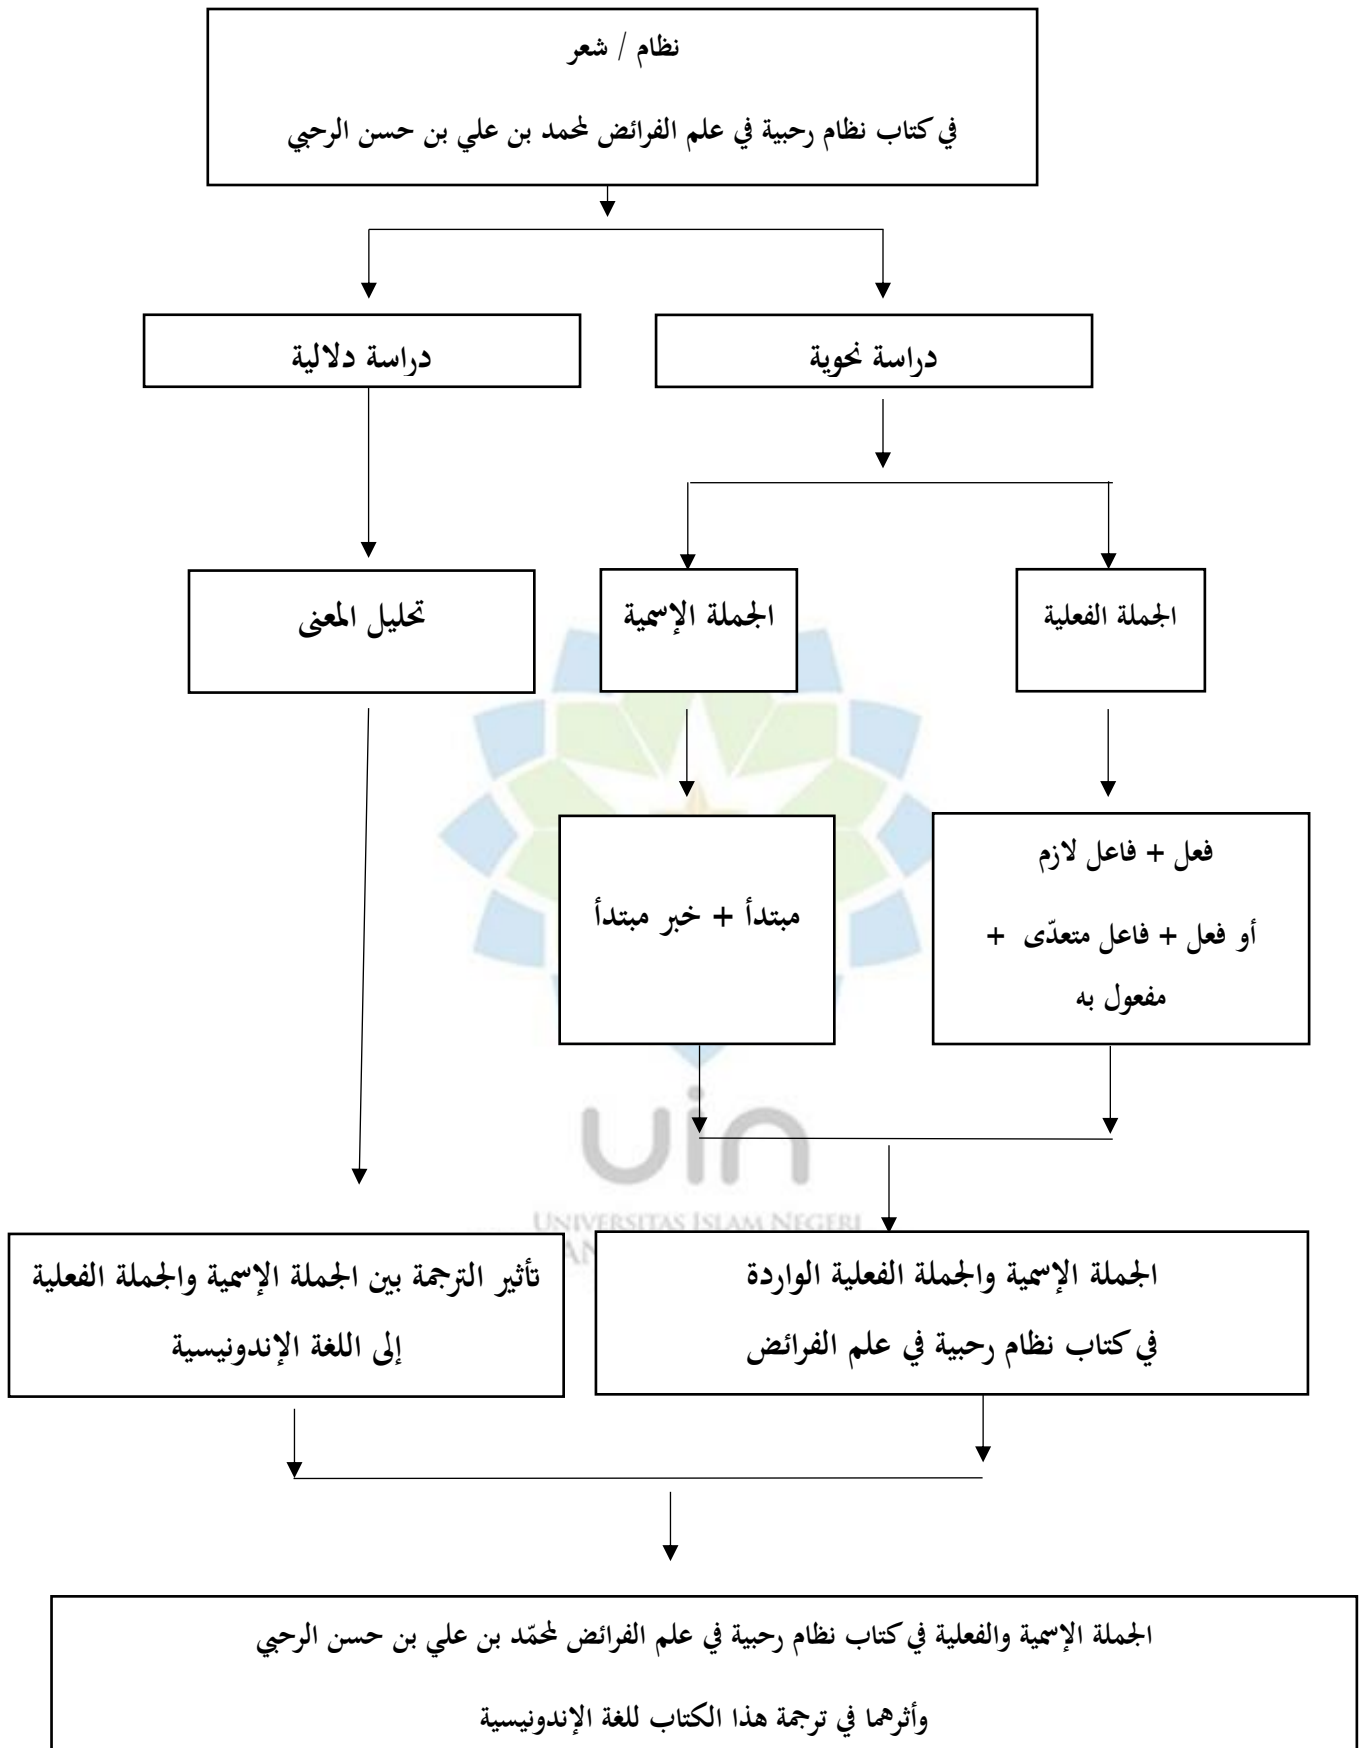 نظام / شعر
في كتاب نظام رحبية في علم الفرائض لمحمد بن علي بن حسن الرحبي
دراسة نحوية
دراسة دلالية
الجملة الفعلية
الجملة الإسمية
تحليل المعنى
فعل + فاعل لازم
أو فعل + فاعل متعدّى +
مفعول به
مبتدأ + خبر مبتدأ
uin
UNIVERSITAS ISLAM NEGERI
الجملة الإسمية والجملة الفعلية الواردة
في كتاب نظام رحبية في علم الفرائض
تأثير الترجمة بين الجملة الإسمية والجملة الفعلية
إلى اللغة الإندونيسية
الجملة الإسمية والفعلية في كتاب نظام رحبية في علم الفرائض لمحمّد بن علي بن حسن الرحبي
وأثرهما في ترجمة هذا الكتاب للغة الإندونيسية